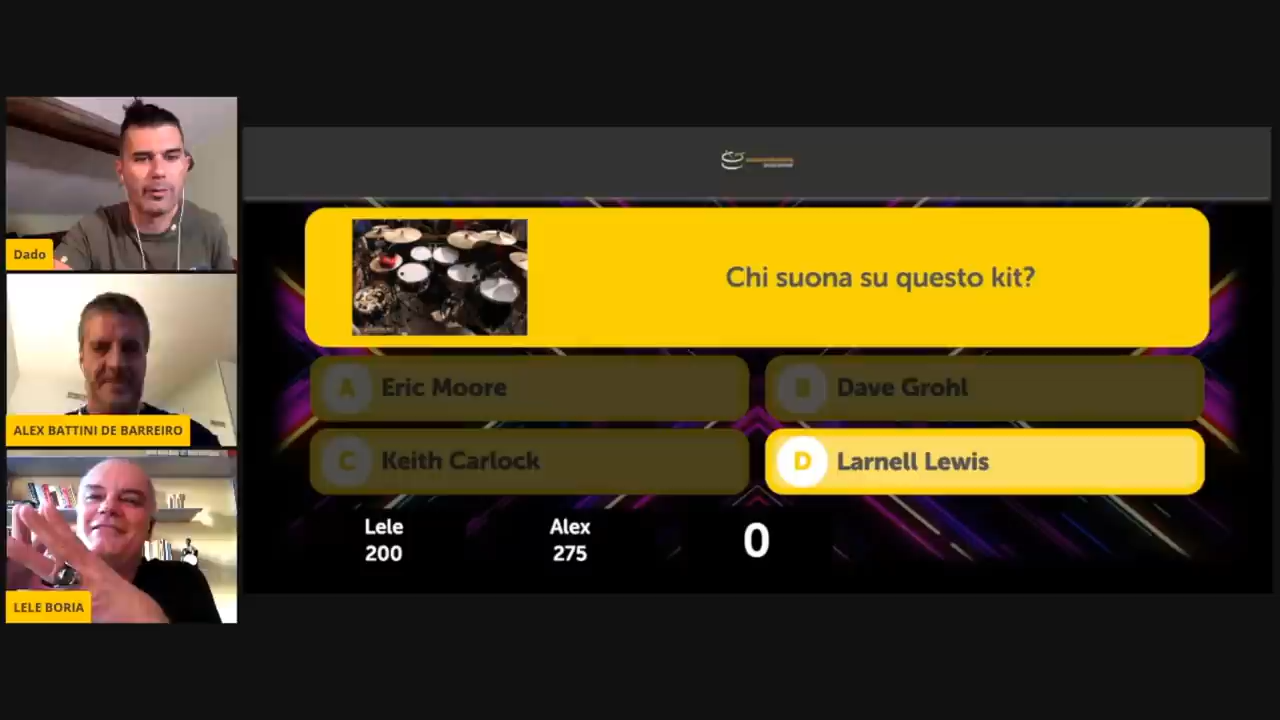 Dado
ALEX BATTINI DE BARREIRO
LELE BORIA
Chi suona su questo kit?
A Eric Moore
B Dave Grohl
C Keith Carlock
D Larnell Lewis
Lele
200
Alex
275
0